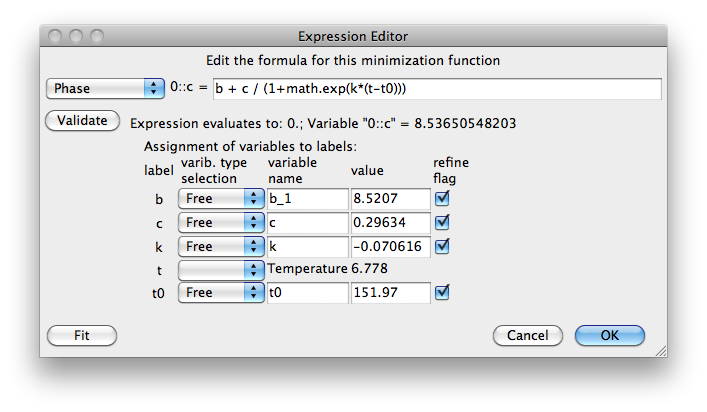 Expression Editor
Edit the formula for this minimization function
Phase 0::c = b + c / (1+math.exp(k*(t-t0)))
Validate Expression evaluates to: 0.; Variable "0::c" = 8.53650548203
Assignment of variables to labels:
label varib. type selection variable name value refine flag
b Free b_1 8.5207
c Free c 0.29634
k Free k -0.070616
t Temperature 6.778
t0 Free t0 151.97
Fit Cancel OK